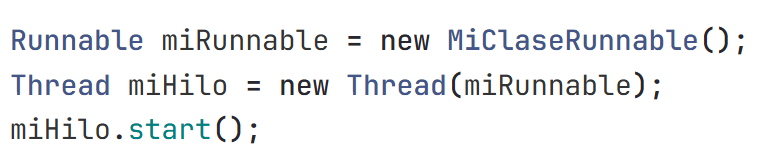 Runnable miRunnable = new MiClaseRunnable();
Thread miHilo = new Thread(miRunnable);
miHilo.start();